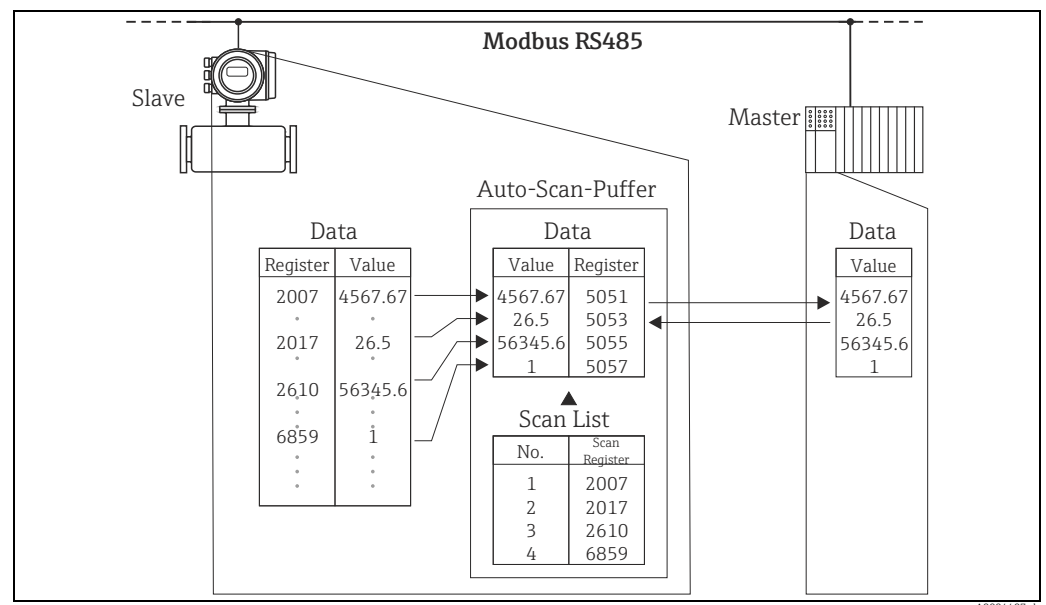 Modbus RS485
Slave
Master
Auto-Scan-Puffer
Data
Register Value
2007 4567.67
2017 26.5
2610 56345.6
6859 1
Data
Value Register
4567.67 5051
26.5 5053
56345.6 5055
1 5057
Scan List
No. Scan Register
1 2007
2 2017
3 2610
4 6859
Data
Value
4567.67
26.5
56345.6
1